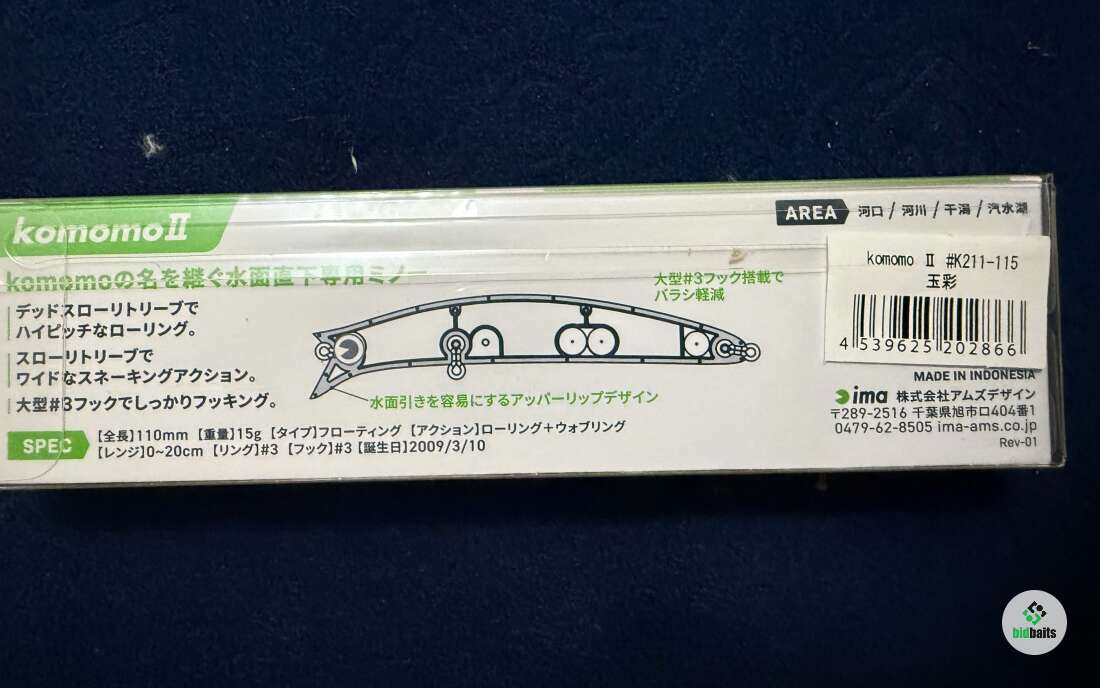 komomoII
AREA 河口 / 河川 / 干潟 / 汽水湖
komomoの名を継ぐ水面直下専用ミノー
デッドスローリトリーブで
ハイピッチなローリング。
スローリトリーブで
ワイドなスネーキングアクション。
大型#3フックでしっかりフッキング。
大型#3フック搭載で
バラシ軽減
水面引きを容易にするアッパーリップデザイン
komomo Ⅱ #K211-115
玉彩
4 539625 202866
MADE IN INDONESIA
ima 株式会社アムズデザイン
〒289-2516 千葉県旭市ロ404番1
0479-62-8505 ima-ams.co.jp
Rev-01
SPEC
【全長】110mm 【重量】15g 【タイプ】フローティング 【アクション】ローリング+ウォブリング
【レンジ】0~20cm 【リング】#3 【フック】#3 【誕生日】2009/3/10
bidbaits